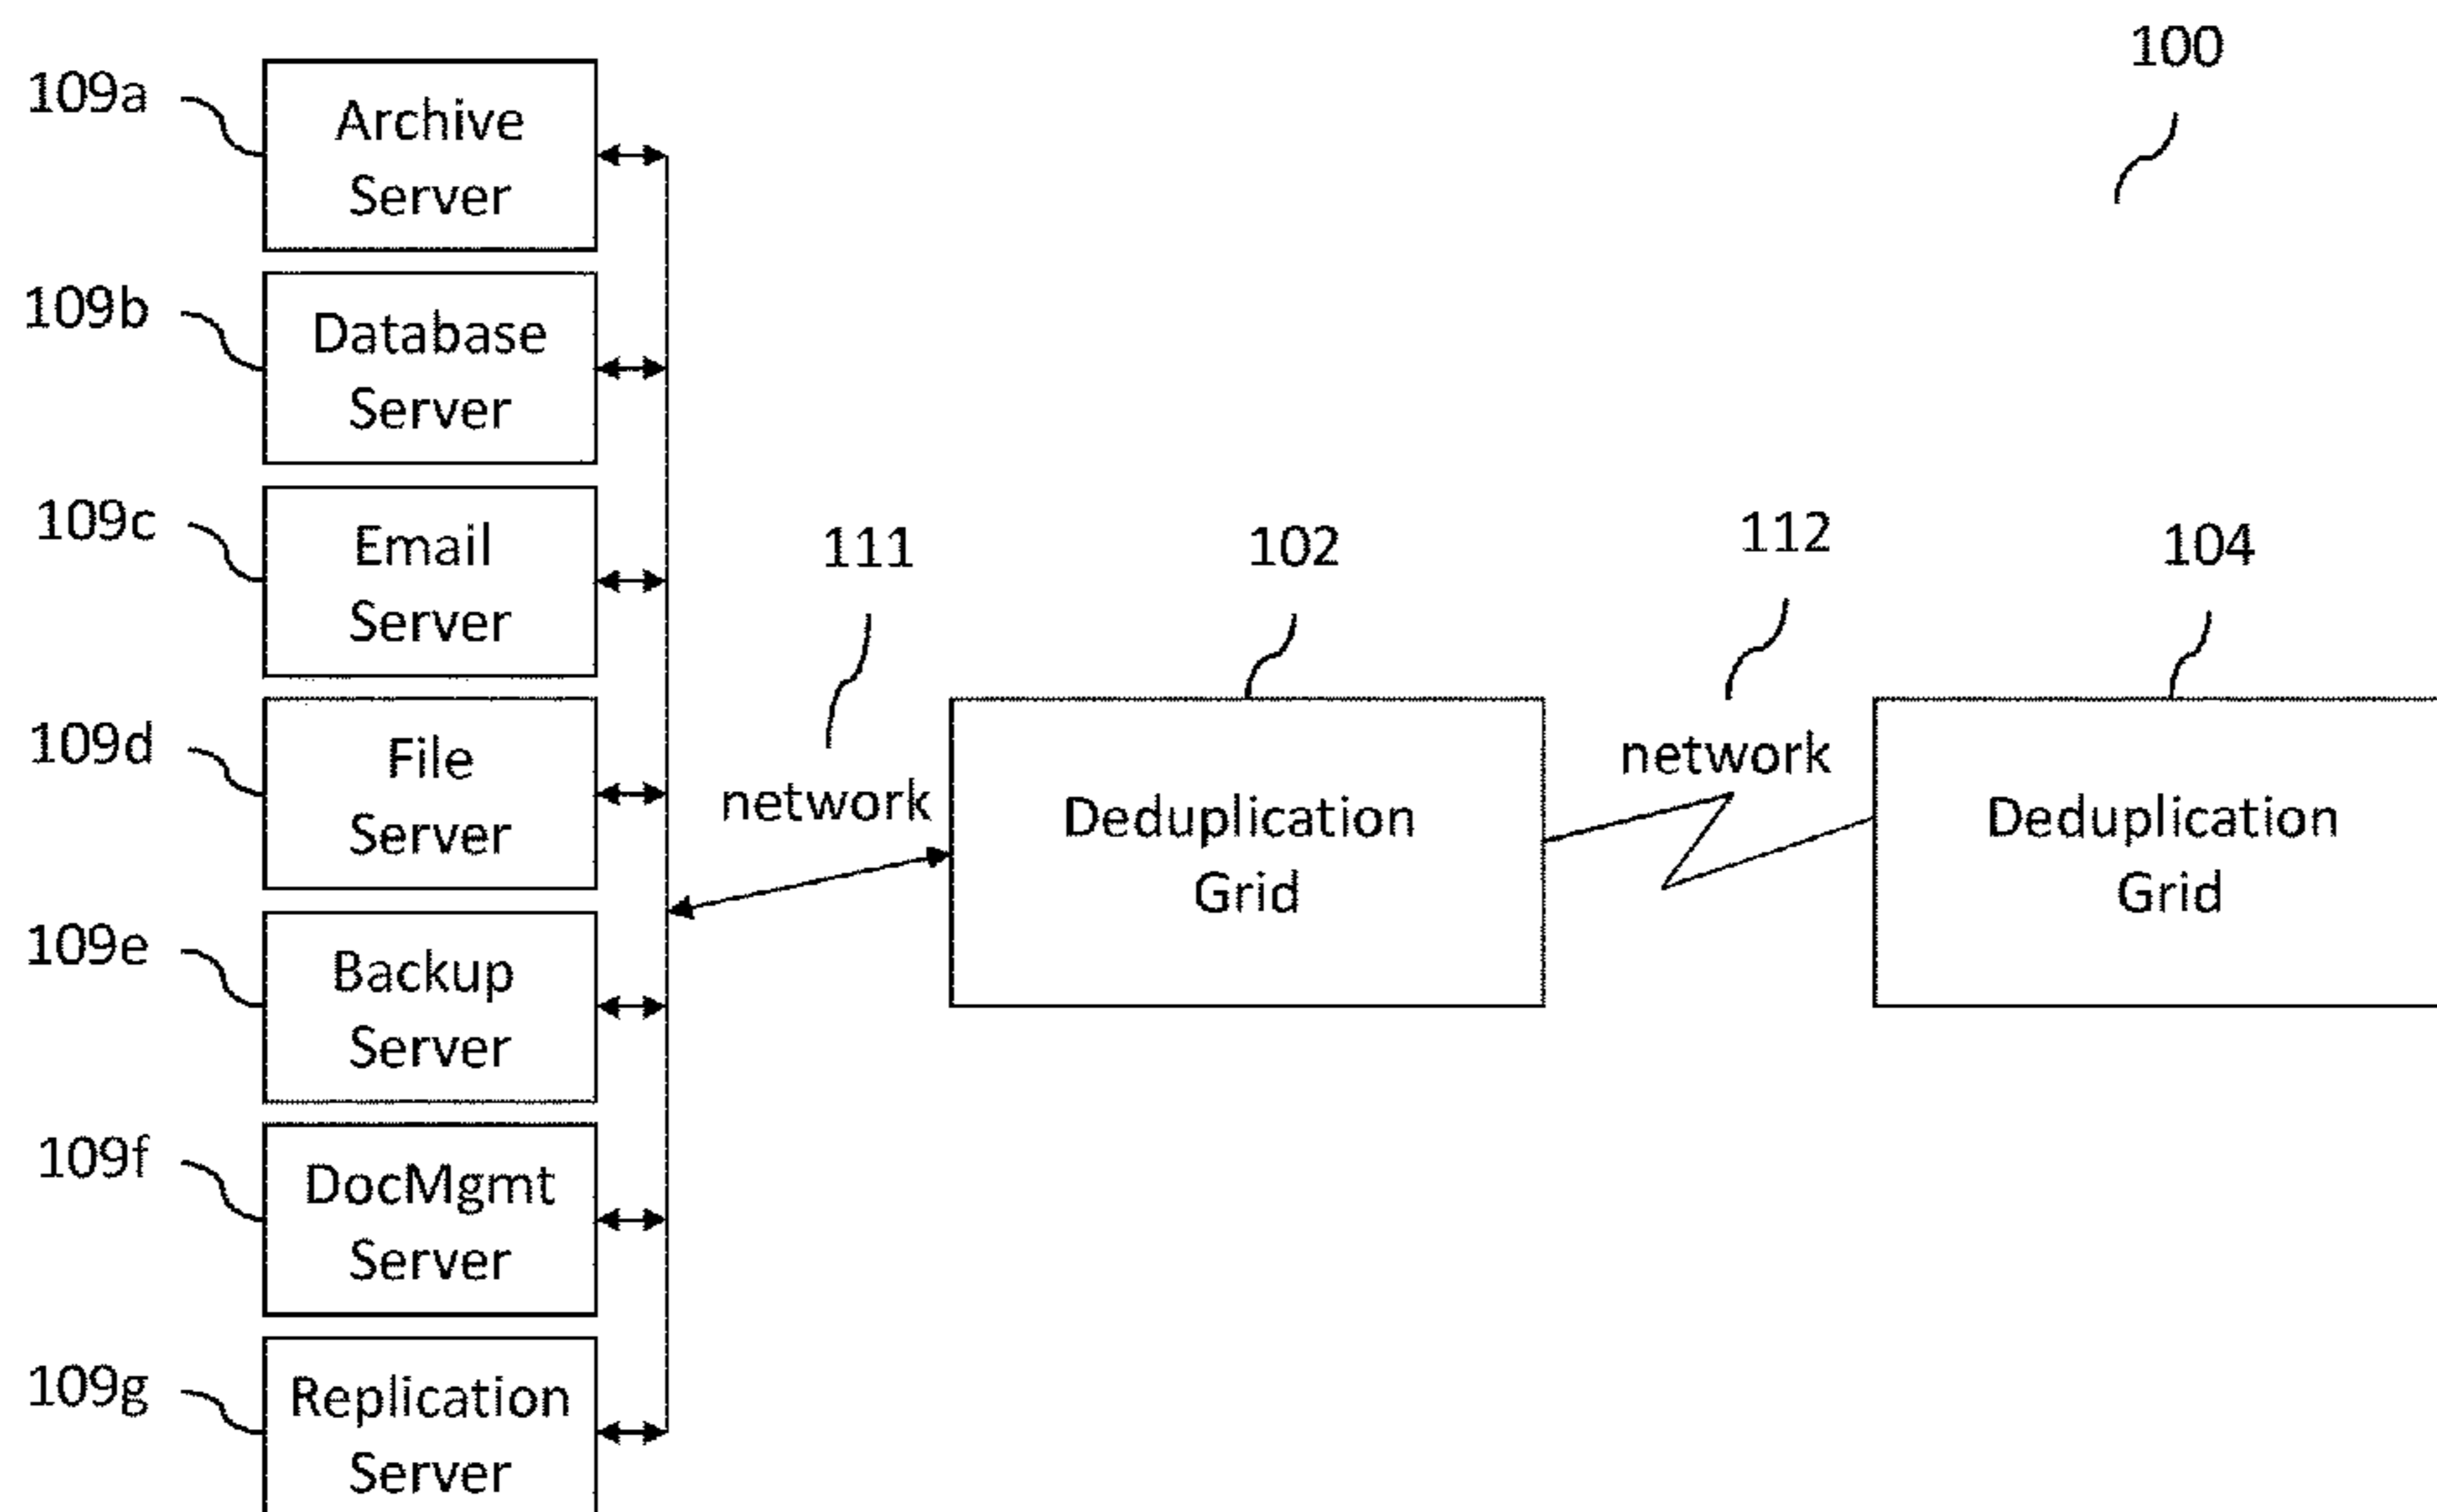 100
109a
Archive
Server
109b
Database
Server
109c
Email
Server
109d
File
Server
109e
Backup
Server
109f
DocMgmt
Server
109g
Replication
Server
111
network
102
Deduplication
Grid
112
network
104
Deduplication
Grid